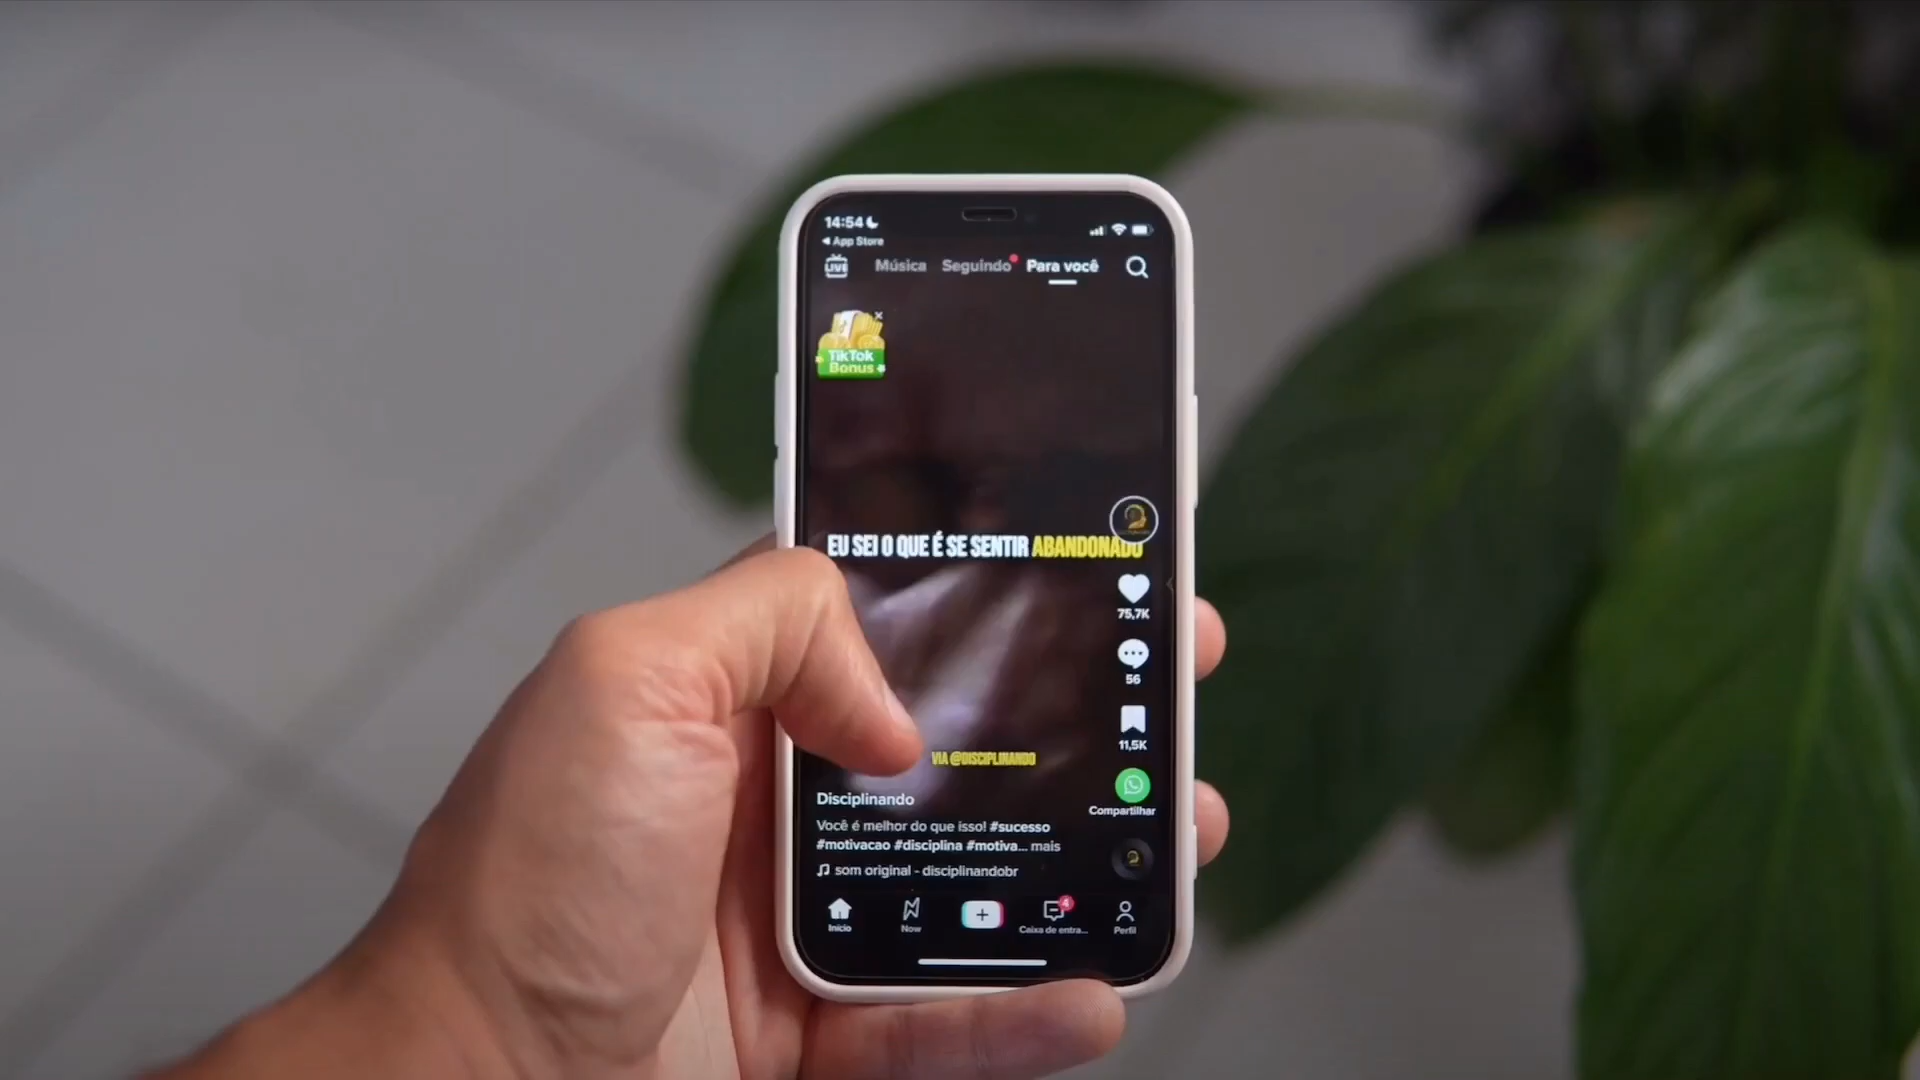 14:54
App Store
LIVE
Música Seguindo Para você
TikTok
Bonus
EU SEI O QUE É SE SENTIR ABANDONADO
75,7K
56
11,5K
VIA @DISCIPLINANDO
Compartilhar
Disciplinando
Você é melhor do que isso! #sucesso
#motivacao #disciplina #motiva... mais
som original - disciplinandobr
4
Início Now Caixa de entra... Perfil